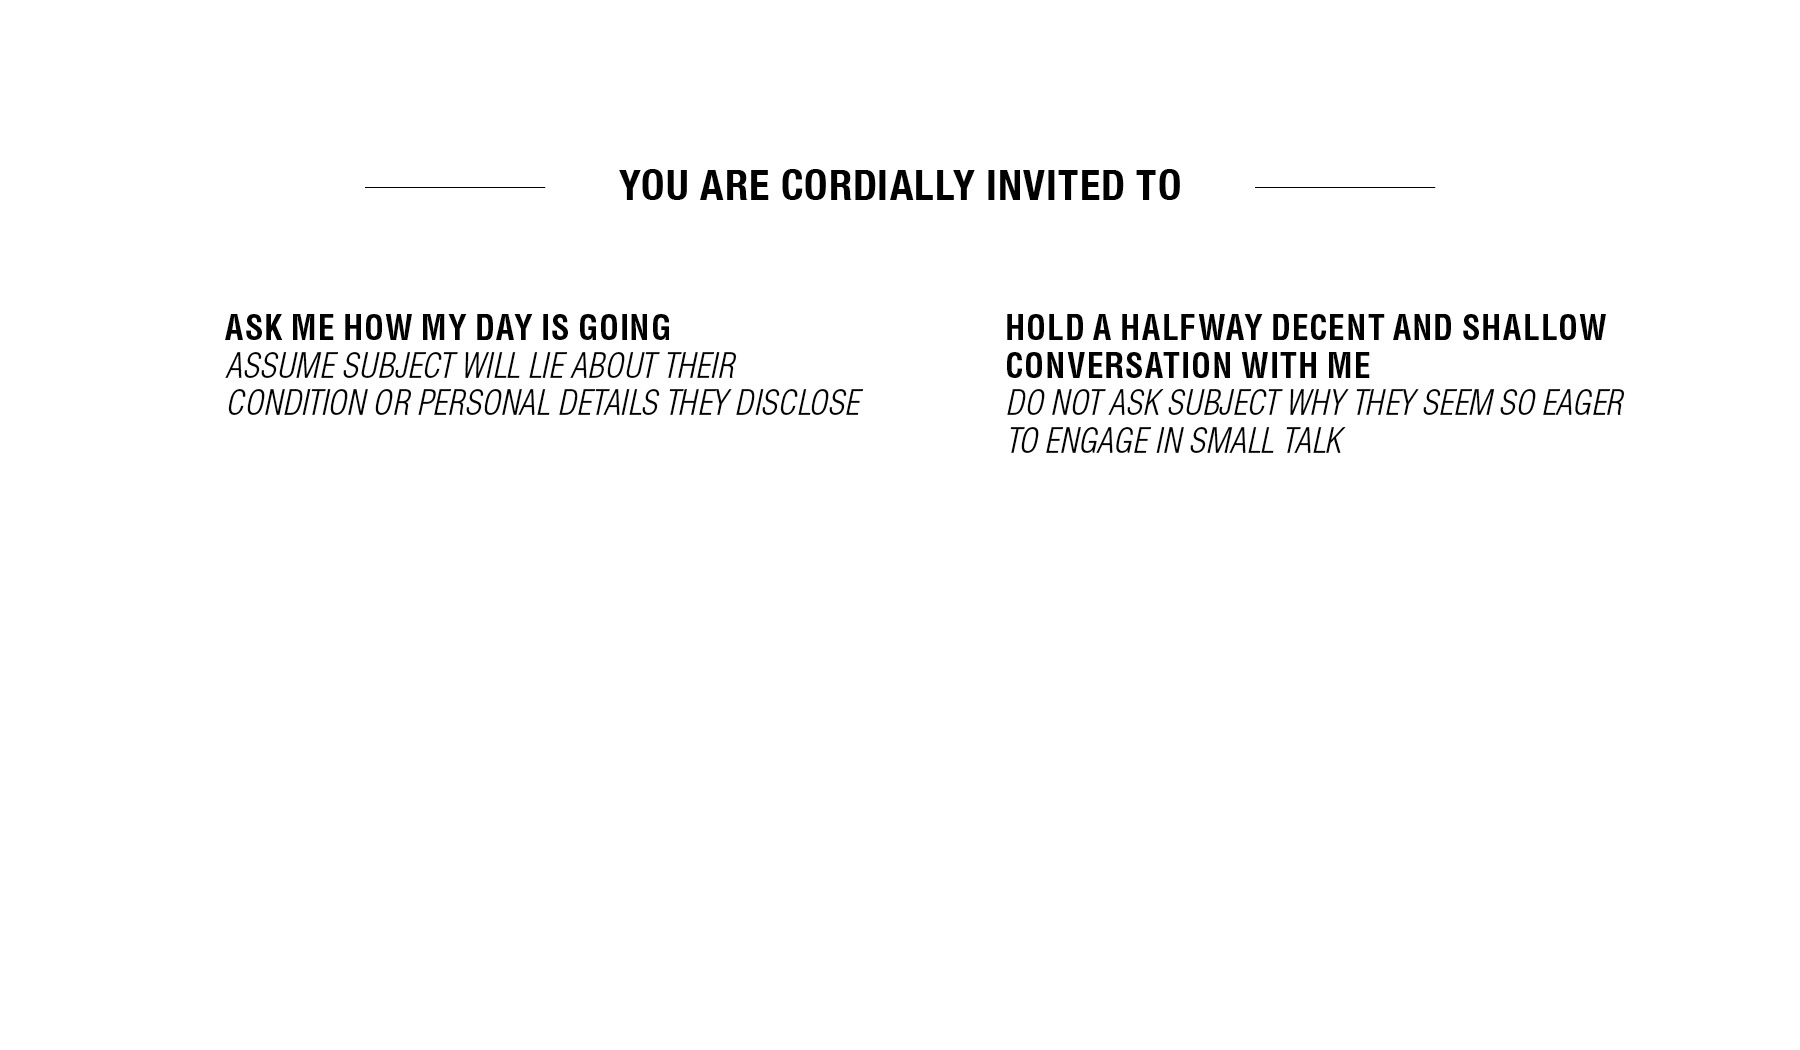 YOU ARE CORDIALLY INVITED TO
ASK ME HOW MY DAY IS GOING
ASSUME SUBJECT WILL LIE ABOUT THEIR
CONDITION OR PERSONAL DETAILS THEY DISCLOSE
HOLD A HALFWAY DECENT AND SHALLOW
CONVERSATION WITH ME
DO NOT ASK SUBJECT WHY THEY SEEM SO EAGER
TO ENGAGE IN SMALL TALK